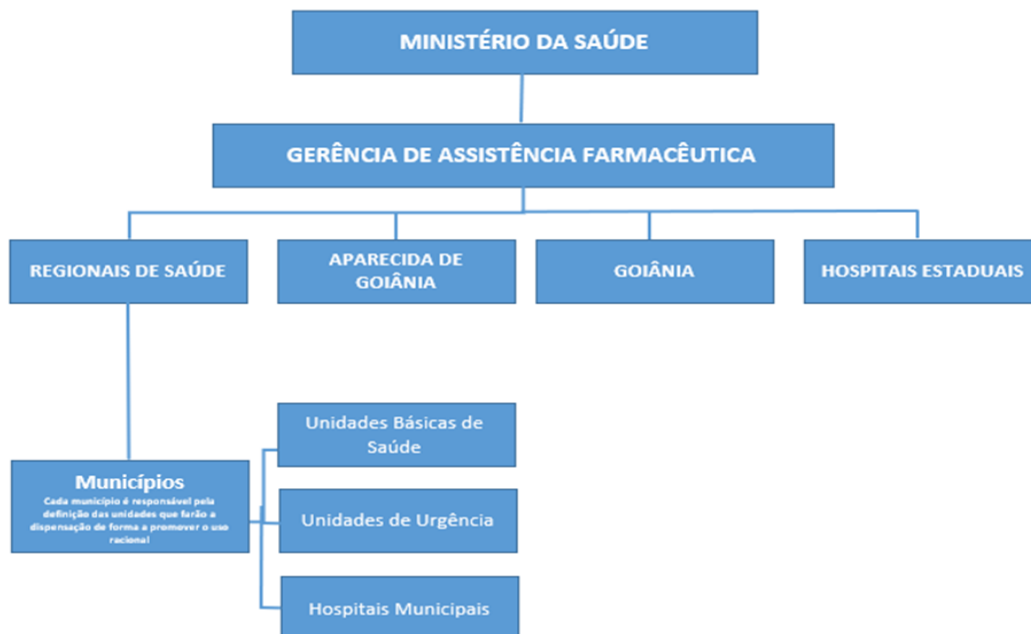 MINISTÉRIO DA SAÚDE
GERÊNCIA DE ASSISTÊNCIA FARMACÊUTICA
REGIONAIS DE SAÚDE
APARECIDA DE
GOIÂNIA
GOIÂNIA
HOSPITAIS ESTADUAIS
Unidades Básicas de
Saúde
Municípios
Cada município é responsável pela
definição das unidades que farão a
dispensação de forma a promover o uso
racional
Unidades de Urgência
Hospitais Municipais